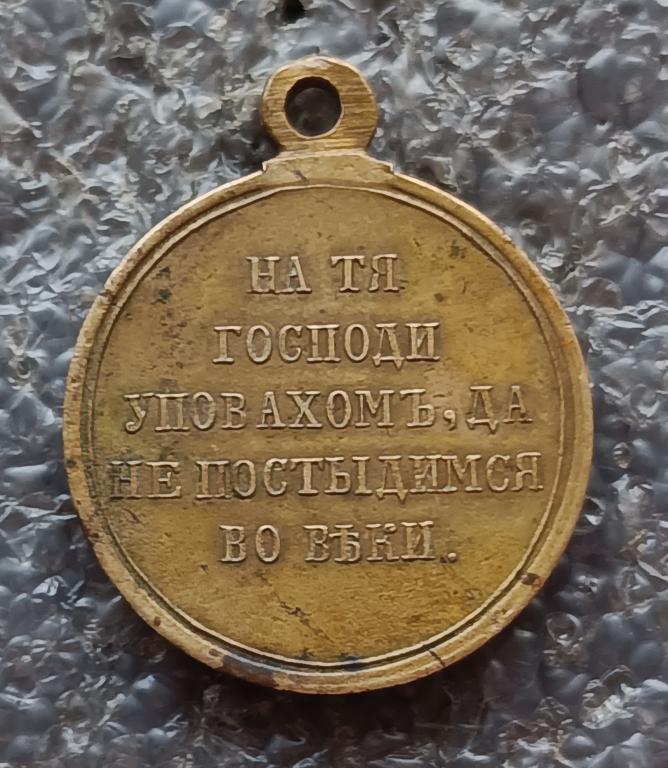 НА ТЯ
ГОСПОДИ
УПОВАХОМЪ, ДА
НЕ ПОСТЫДИМСЯ
ВО ВѢКИ.